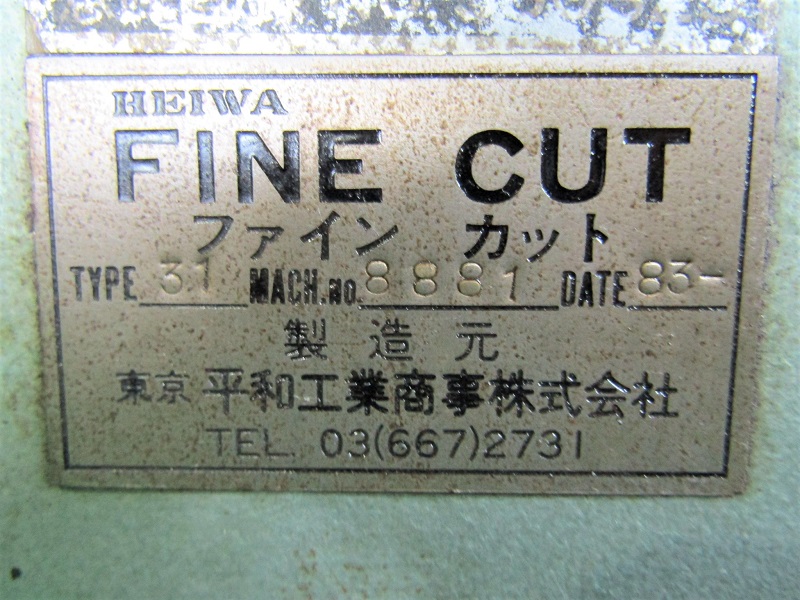 HEIWA
FINE CUT
ファイン カット
TYPE 31 MACH.No. 8881 DATE 83-
製造元
東京 平和工業商事株式会社
TEL. 03(667)2731